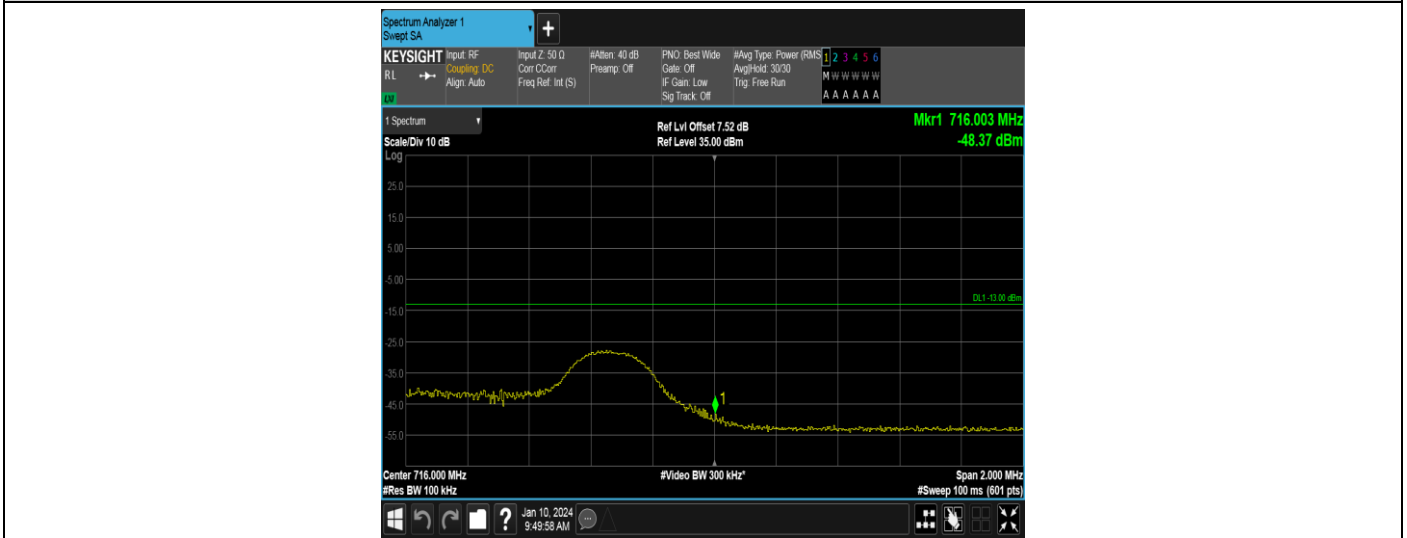 Spectrum Analyzer 1
Swept SA
+
KEYSIGHT
RL
LXI
Input: RF
Coupling: DC
Align: Auto
Input Z: 50 Ω
Corr CCorr
Freq Ref: Int (S)
#Atten: 40 dB
Preamp: Off
PNO: Best Wide
Gate: Off
IF Gain: Low
Sig Track: Off
#Avg Type: Power (RMS
Avg|Hold: 30/30
Trig: Free Run
1 2 3 4 5 6
M W W W W W
A A A A A A
1 Spectrum
Scale/Div 10 dB
Ref Lvl Offset 7.52 dB
Ref Level 35.00 dBm
Mkr1 716.003 MHz
-48.37 dBm
Log
25.0
15.0
5.00
-5.00
DL1 -13.00 dBm
-15.0
-25.0
-35.0
-45.0
1
-55.0
Center 716.000 MHz
#Video BW 300 kHz*
Span 2.000 MHz
#Res BW 100 kHz
#Sweep 100 ms (601 pts)
?
Jan 10, 2024
9:49:58 AM